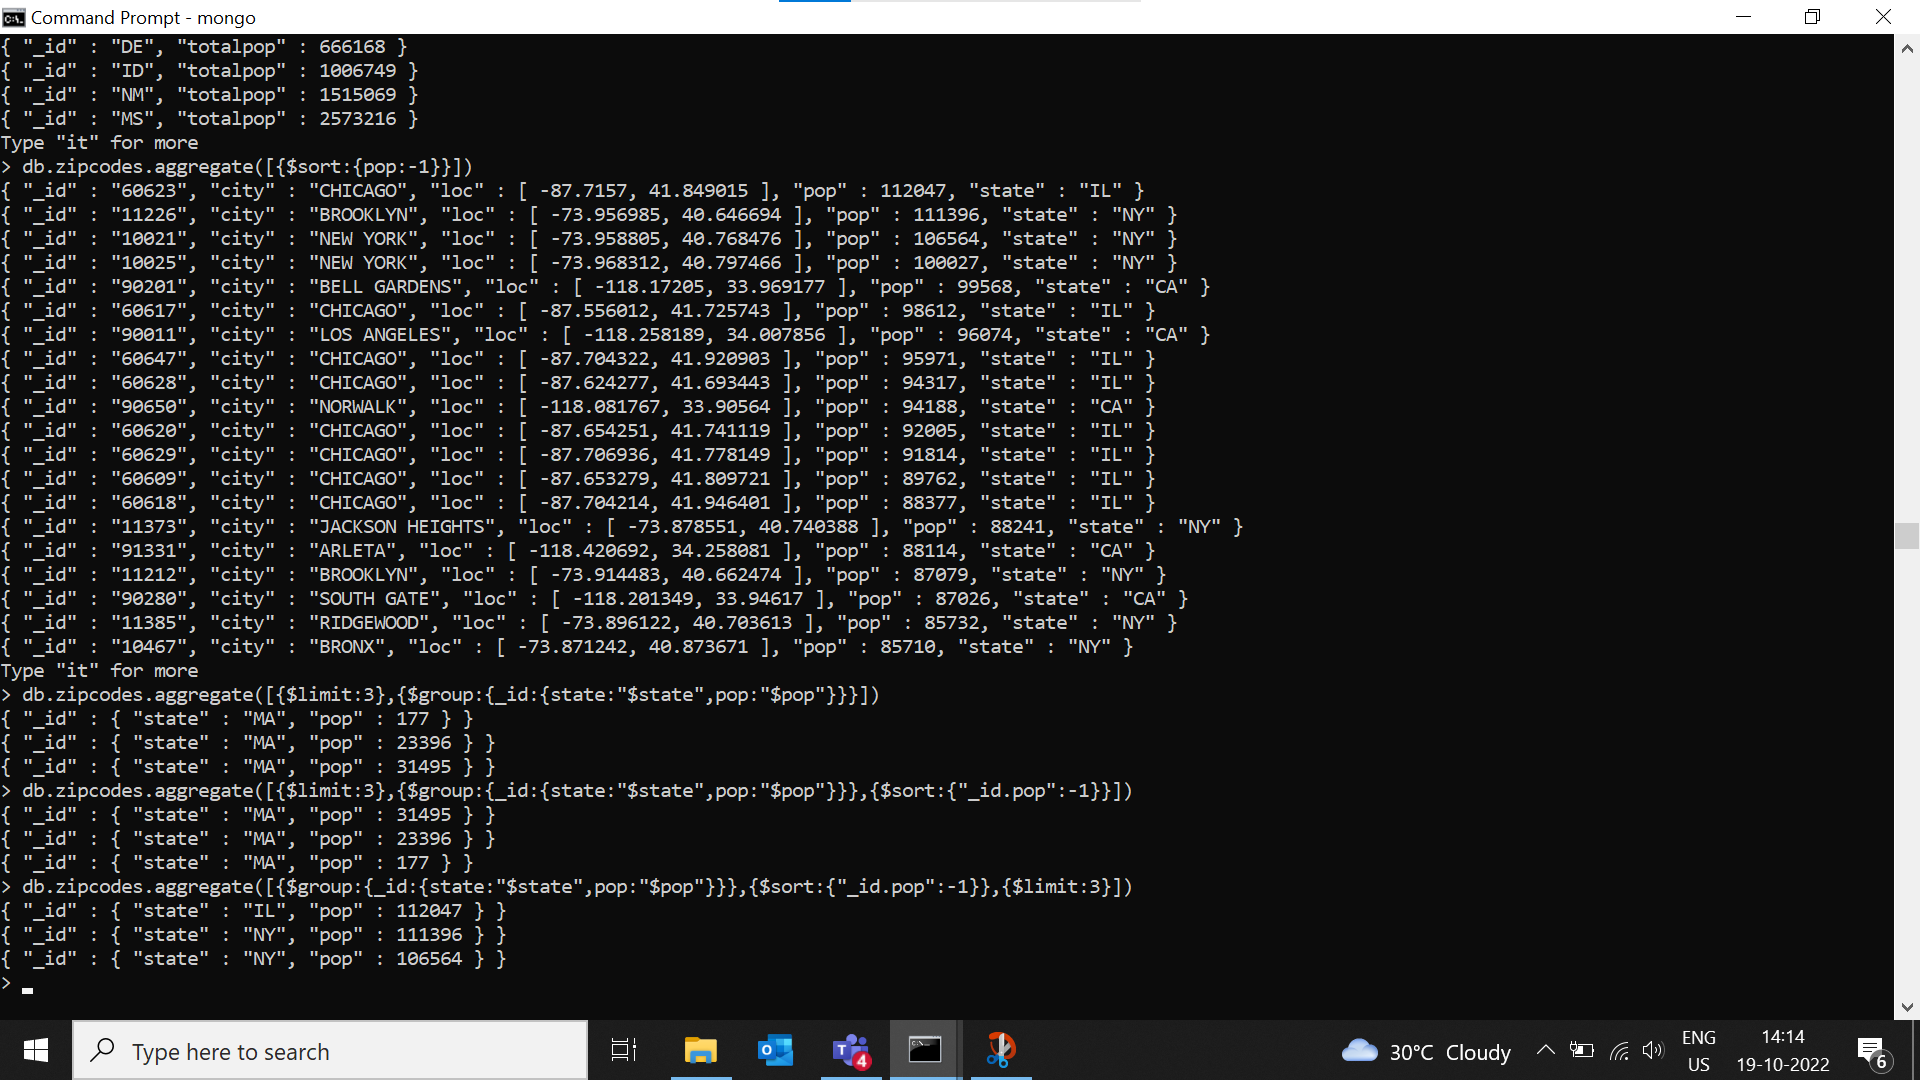 Command Prompt - mongo
{ "_id" : "DE", "totalpop" : 666168 }
{ "_id" : "ID", "totalpop" : 1006749 }
{ "_id" : "NM", "totalpop" : 1515069 }
{ "_id" : "MS", "totalpop" : 2573216 }
Type "it" for more
> db.zipcodes.aggregate([{$sort:{pop:-1}}])
{ "_id" : "60623", "city" : "CHICAGO", "loc" : [ -87.7157, 41.849015 ], "pop" : 112047, "state" : "IL" }
{ "_id" : "11226", "city" : "BROOKLYN", "loc" : [ -73.956985, 40.646694 ], "pop" : 111396, "state" : "NY" }
{ "_id" : "10021", "city" : "NEW YORK", "loc" : [ -73.958805, 40.768476 ], "pop" : 106564, "state" : "NY" }
{ "_id" : "10025", "city" : "NEW YORK", "loc" : [ -73.968312, 40.797466 ], "pop" : 100027, "state" : "NY" }
{ "_id" : "90201", "city" : "BELL GARDENS", "loc" : [ -118.17205, 33.969177 ], "pop" : 99568, "state" : "CA" }
{ "_id" : "60617", "city" : "CHICAGO", "loc" : [ -87.556012, 41.725743 ], "pop" : 98612, "state" : "IL" }
{ "_id" : "90011", "city" : "LOS ANGELES", "loc" : [ -118.258189, 34.007856 ], "pop" : 96074, "state" : "CA" }
{ "_id" : "60647", "city" : "CHICAGO", "loc" : [ -87.704322, 41.920903 ], "pop" : 95971, "state" : "IL" }
{ "_id" : "60628", "city" : "CHICAGO", "loc" : [ -87.624277, 41.693443 ], "pop" : 94317, "state" : "IL" }
{ "_id" : "90650", "city" : "NORWALK", "loc" : [ -118.081767, 33.90564 ], "pop" : 94188, "state" : "CA" }
{ "_id" : "60620", "city" : "CHICAGO", "loc" : [ -87.654251, 41.741119 ], "pop" : 92005, "state" : "IL" }
{ "_id" : "60629", "city" : "CHICAGO", "loc" : [ -87.706936, 41.778149 ], "pop" : 91814, "state" : "IL" }
{ "_id" : "60609", "city" : "CHICAGO", "loc" : [ -87.653279, 41.809721 ], "pop" : 89762, "state" : "IL" }
{ "_id" : "60618", "city" : "CHICAGO", "loc" : [ -87.704214, 41.946401 ], "pop" : 88377, "state" : "IL" }
{ "_id" : "11373", "city" : "JACKSON HEIGHTS", "loc" : [ -73.878551, 40.740388 ], "pop" : 88241, "state" : "NY" }
{ "_id" : "91331", "city" : "ARLETA", "loc" : [ -118.420692, 34.258081 ], "pop" : 88114, "state" : "CA" }
{ "_id" : "11212", "city" : "BROOKLYN", "loc" : [ -73.914483, 40.662474 ], "pop" : 87079, "state" : "NY" }
{ "_id" : "90280", "city" : "SOUTH GATE", "loc" : [ -118.201349, 33.94617 ], "pop" : 87026, "state" : "CA" }
{ "_id" : "11385", "city" : "RIDGEWOOD", "loc" : [ -73.896122, 40.703613 ], "pop" : 85732, "state" : "NY" }
{ "_id" : "10467", "city" : "BRONX", "loc" : [ -73.871242, 40.873671 ], "pop" : 85710, "state" : "NY" }
Type "it" for more
> db.zipcodes.aggregate([{$limit:3},{$group:{_id:{state:"$state",pop:"$pop"}}}])
{ "_id" : { "state" : "MA", "pop" : 177 } }
{ "_id" : { "state" : "MA", "pop" : 23396 } }
{ "_id" : { "state" : "MA", "pop" : 31495 } }
> db.zipcodes.aggregate([{$limit:3},{$group:{_id:{state:"$state",pop:"$pop"}}},{$sort:{"_id.pop":-1}}])
{ "_id" : { "state" : "MA", "pop" : 31495 } }
{ "_id" : { "state" : "MA", "pop" : 23396 } }
{ "_id" : { "state" : "MA", "pop" : 177 } }
> db.zipcodes.aggregate([{$group:{_id:{state:"$state",pop:"$pop"}}},{$sort:{"_id.pop":-1}},{$limit:3}])
{ "_id" : { "state" : "IL", "pop" : 112047 } }
{ "_id" : { "state" : "NY", "pop" : 111396 } }
{ "_id" : { "state" : "NY", "pop" : 106564 } }
>
Type here to search
4
30°C Cloudy
ENG
US
14:14
19-10-2022
6